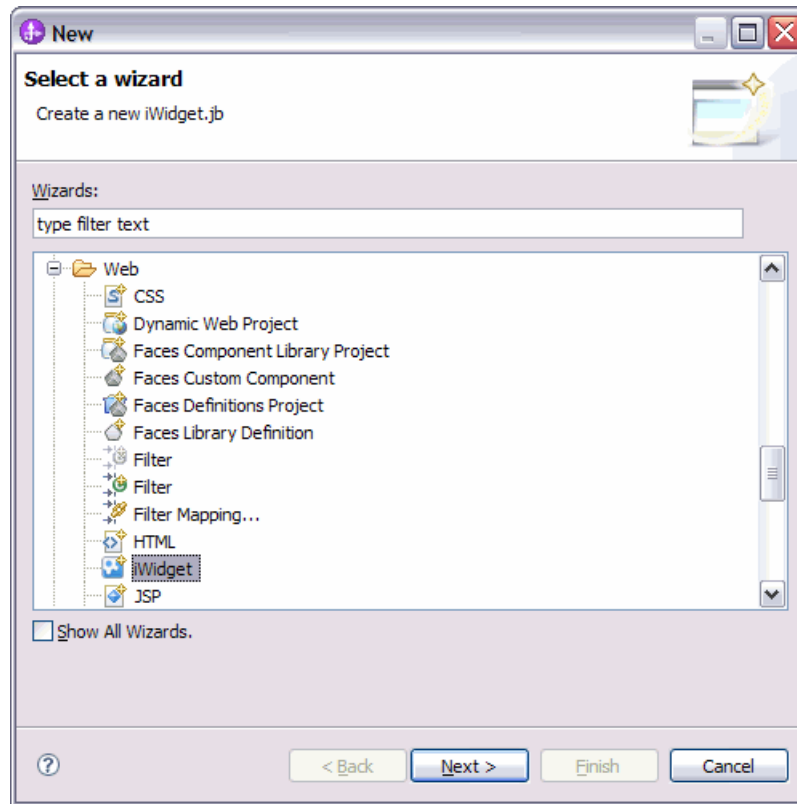 New
Select a wizard
Create a new iWidget.jb
Wizards:
type filter text
Web
CSS
Dynamic Web Project
Faces Component Library Project
Faces Custom Component
Faces Definitions Project
Faces Library Definition
Filter
Filter
Filter Mapping...
HTML
iWidget
JSP
Show All Wizards.
< Back Next > Finish Cancel